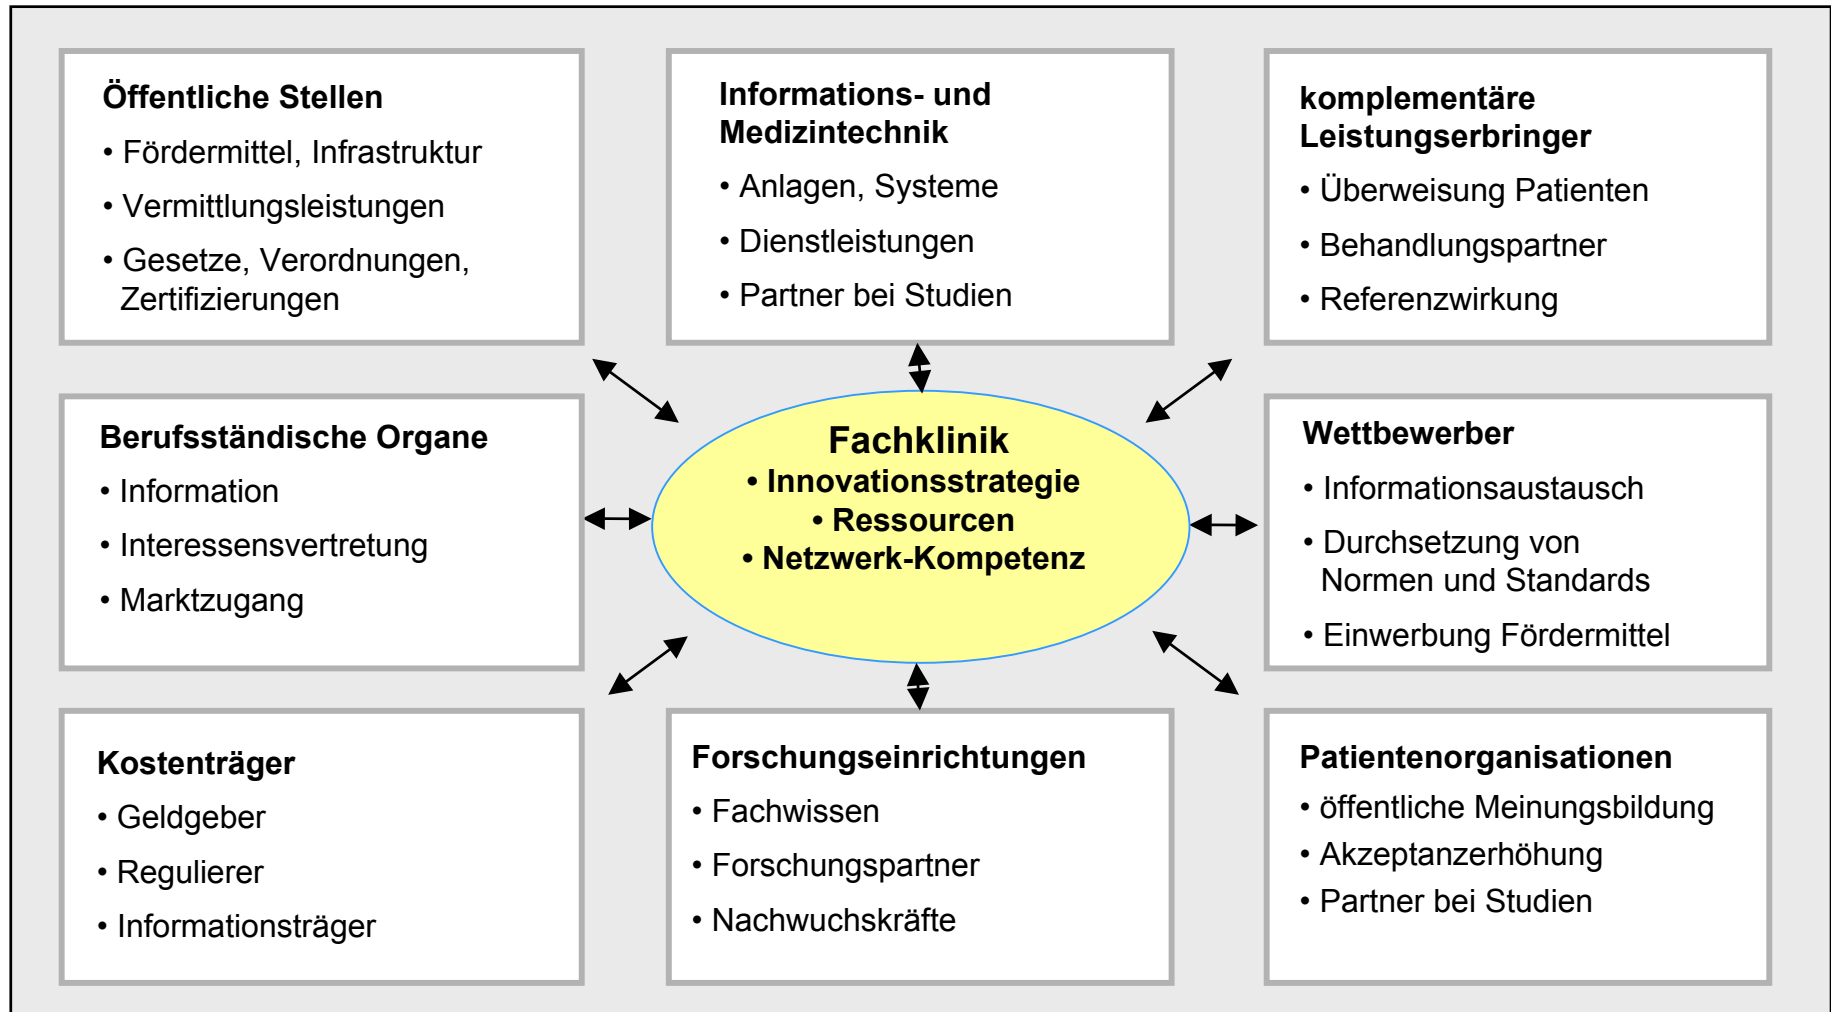 Öffentliche Stellen
• Fördermittel, Infrastruktur
• Vermittlungsleistungen
• Gesetze, Verordnungen,
Zertifizierungen
Informations- und
Medizintechnik
• Anlagen, Systeme
• Dienstleistungen
• Partner bei Studien
komplementäre
Leistungserbringer
• Überweisung Patienten
• Behandlungspartner
• Referenzwirkung
Berufsständische Organe
• Information
• Interessensvertretung
• Marktzugang
Fachklinik
• Innovationsstrategie
• Ressourcen
• Netzwerk-Kompetenz
Wettbewerber
• Informationsaustausch
• Durchsetzung von
Normen und Standards
• Einwerbung Fördermittel
Kostenträger
• Geldgeber
• Regulierer
• Informationsträger
Forschungseinrichtungen
• Fachwissen
• Forschungspartner
• Nachwuchskräfte
Patientenorganisationen
• öffentliche Meinungsbildung
• Akzeptanzerhöhung
• Partner bei Studien